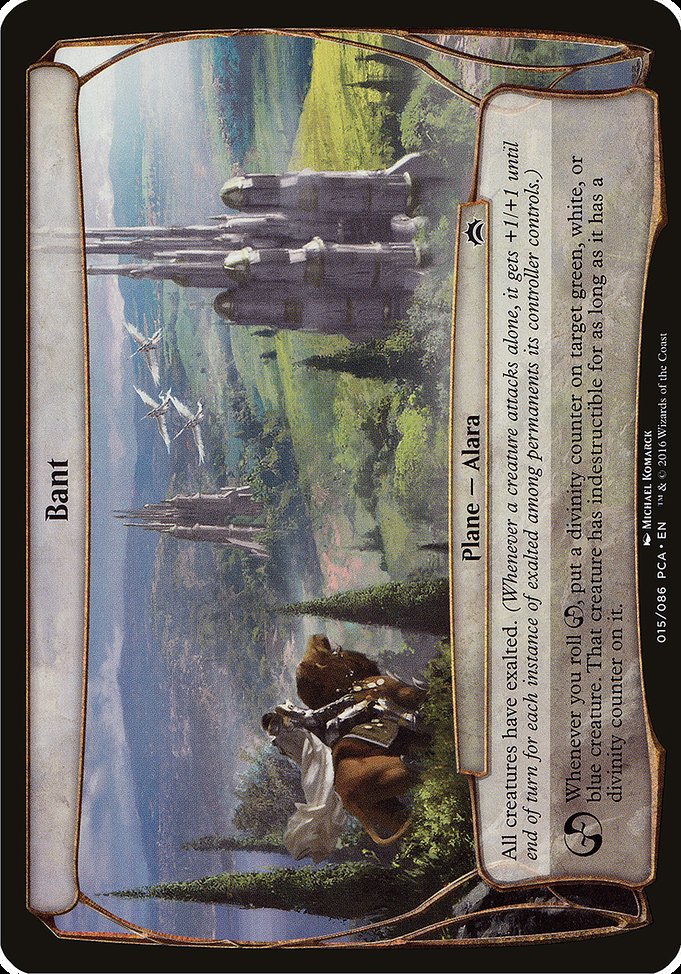 Bant
Plane — Alara
All creatures have exalted. (Whenever a creature attacks alone, it gets +1/+1 until
end of turn for each instance of exalted among permanents its controller controls.)
Whenever you roll , put a divinity counter on target green, white, or
blue creature. That creature has indestructible for as long as it has a
divinity counter on it.
MICHAEL KOMARCK
015/086 PCA • EN ™ & © 2016 Wizards of the Coast